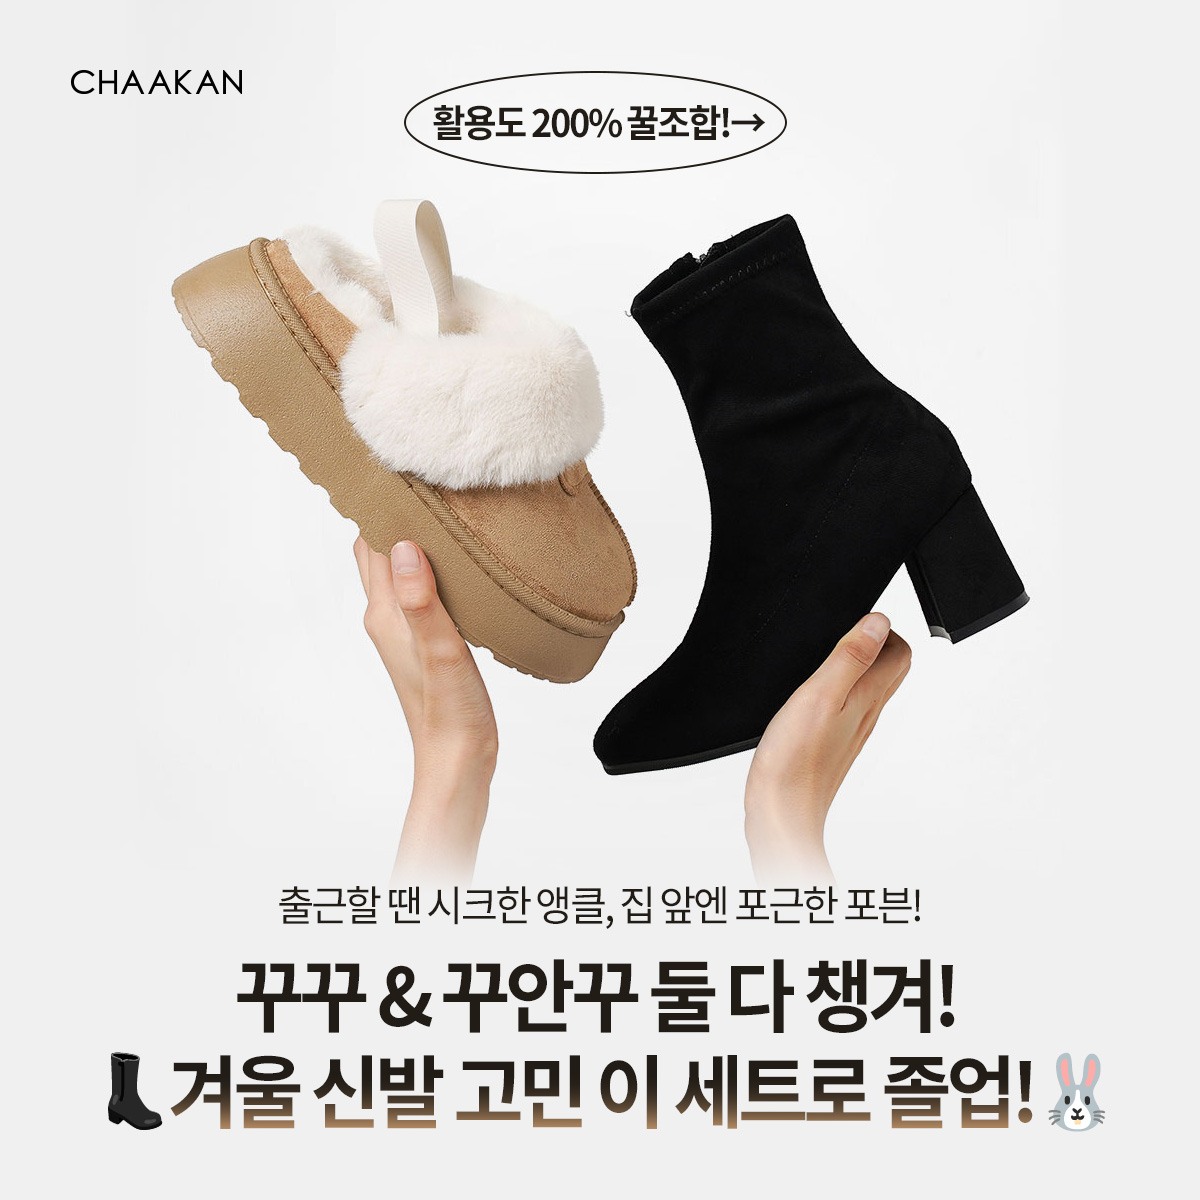 CHAAKAN
활용도 200% 꿀조합!→
출근할 땐 시크한 앵클, 집 앞엔 포근한 포븐!
꾸꾸 & 꾸안꾸 둘 다 챙겨!
겨울 신발 고민 이 세트로 졸업!